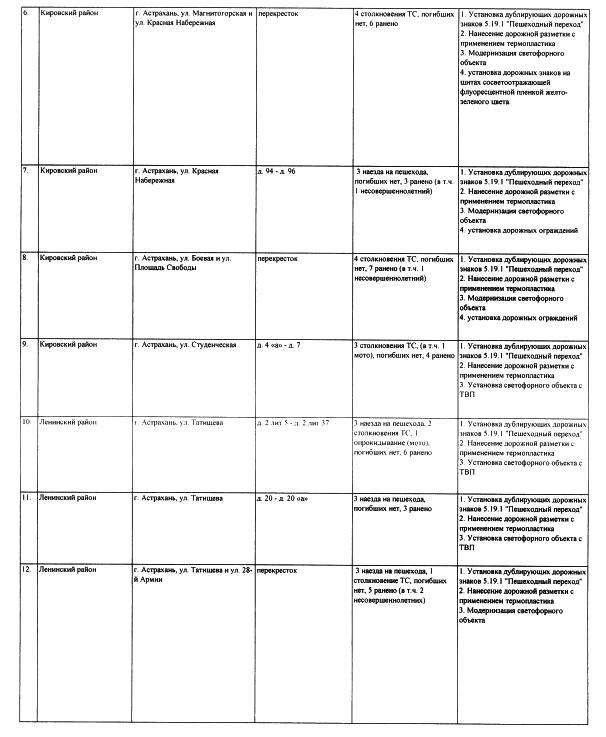 6. Кировский район г. Астрахань, ул. Магнитогорская и перекресток 4 столкновения ТС, погибших 1. Установка дублирующих дорожных
ул. Красная Набережная нет, 6 ранено знаков 5.19.1 "Пешеходный переход"
2. Нанесение дорожной разметки с
применением термопластика
3. Модернизация светофорного
объекта
4. установка дорожных знаков на
щитах сосветоотражающей
флуоресцентной пленкой желто-
зеленого цвета.
7. Кировский район г. Астрахань, ул. Красная д. 94 - д. 96 3 наезда на пешехода, 1. Установка дублирующих дорожных
Набережная погибших нет, 3 ранено (в т.ч. знаков 5.19.1 "Пешеходный переход"
1 несовершеннолетний) 2. Нанесение дорожной разметки с
применением термопластика
3. Модернизация светофорного
объекта
4. установка дорожных ограждений
8. Кировский район г. Астрахань, ул. Боевая и ул. перекресток 4 столкновения ТС, погибших 1. Установка дублирующих дорожных
Площадь Свободы нет, 7 ранено (в т.ч. 1 знаков 5.19.1 "Пешеходный переход"
несовершеннолетний) 2. Нанесение дорожной разметки с
применением термопластика
3. Модернизация светофорного
объекта
4. установка дорожных ограждений
9. Кировский район г. Астрахань, ул. Студенческая д. 4 «а» - д. 7 3 столкновения ТС, (в т.ч. 1 1. Установка дублирующих дорожных
мото), погибших нет, 4 ранено знаков 5.19.1 "Пешеходный переход"
2. Нанесение дорожной разметки с
применением термопластика
3. Установка светофорного объекта с
ТВП
10. Ленинский район г. Астрахань, ул. Татищева д. 2 лит 5 - д. 2 лит 37 3 наезда на пешехода, 2 1. Установка дублирующих дорожных
столкновения ТС, 1 знаков 5.19.1 "Пешеходный переход"
опрокидывание (мото), 2. Нанесение дорожной разметки с
погибших нет, 6 ранено применением термопластика
3. Установка светофорного объекта с
ТВП
11. Ленинский район г. Астрахань, ул. Татищева д. 20 - д. 20 «а» 3 наезда на пешехода, 1. Установка дублирующих дорожных
погибших нет, 3 ранено знаков 5.19.1 "Пешеходный переход"
2. Нанесение дорожной разметки с
применением термопластика
3. Установка светофорного объекта с
ТВП
12. Ленинский район г. Астрахань, ул. Татищева и ул. 28- перекресток 3 наезда на пешехода, 1 1. Установка дублирующих дорожных
й Армии столкновение ТС, погибших знаков 5.19.1 "Пешеходный переход"
нет, 5 ранено (в т.ч. 2 2. Нанесение дорожной разметки с
несовершеннолетних) применением термопластика
3. Модернизация светофорного
объекта